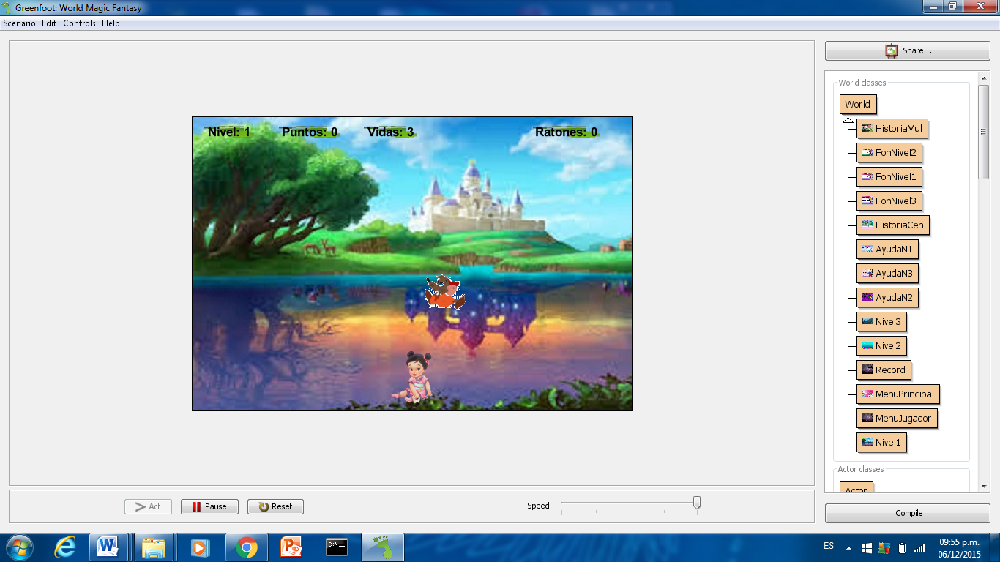 Greenfoot: World Magic Fantasy
Scenario Edit Controls Help
Nivel: 1 Puntos: 0 Vidas: 3 Ratones: 0
Share...
World classes
World
HistoriaMul
FonNivel2
FonNivel1
FonNivel3
HistoriaCen
AyudaN1
AyudaN3
AyudaN2
Nivel3
Nivel2
Record
MenuPrincipal
MenuJugador
Nivel1
Actor classes
Actor
Act Pause Reset Speed:
Compile
ES
09:55 p.m.
06/12/2015